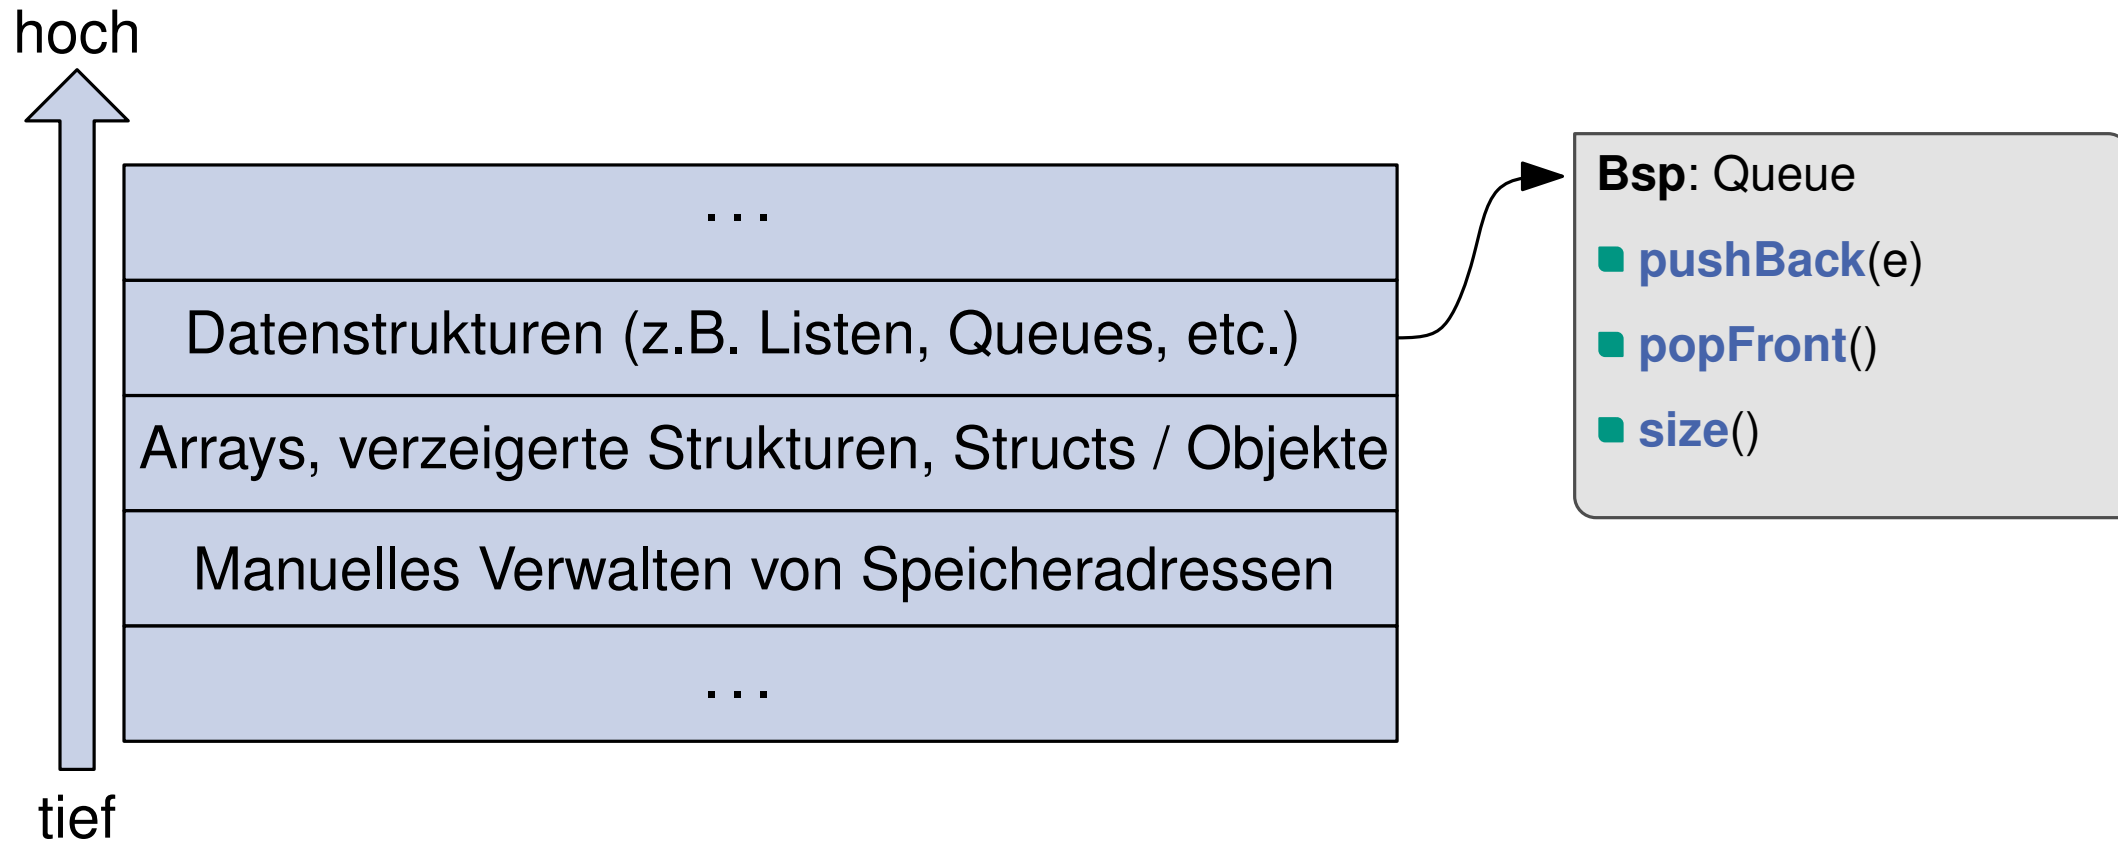 hoch
. . .
Datenstrukturen (z.B. Listen, Queues, etc.)
Arrays, verzeigerte Strukturen, Structs / Objekte
Manuelles Verwalten von Speicheradressen
. . .
tief
Bsp: Queue
pushBack(e)
popFront()
size()